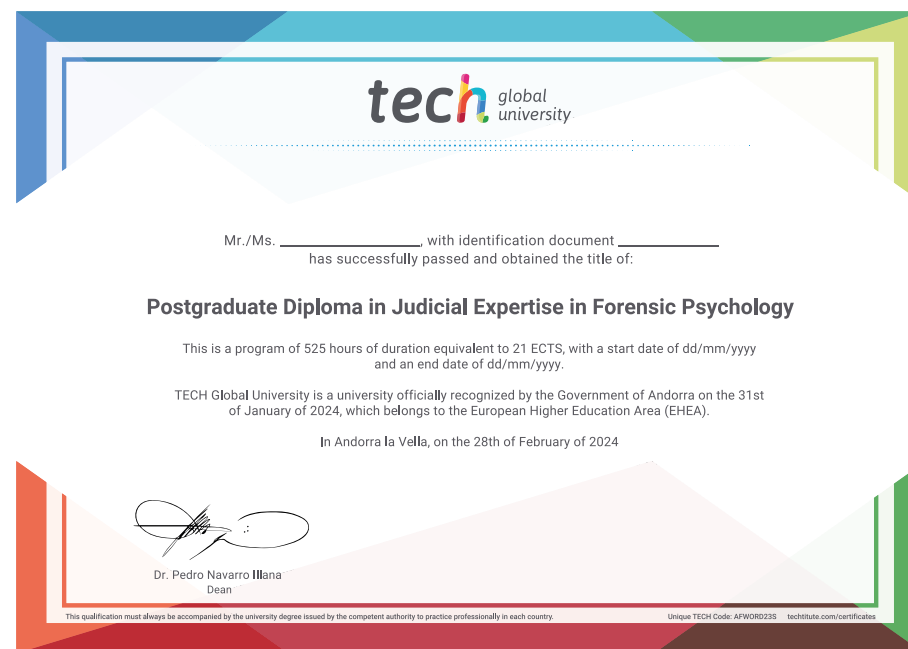 tech global university
Mr./Ms. ____________, with identification document ____________
has successfully passed and obtained the title of:
Postgraduate Diploma in Judicial Expertise in Forensic Psychology
This is a program of 525 hours of duration equivalent to 21 ECTS, with a start date of dd/mm/yyyy
and an end date of dd/mm/yyyy.
TECH Global University is a university officially recognized by the Government of Andorra on the 31st
of January of 2024, which belongs to the European Higher Education Area (EHEA).
In Andorra la Vella, on the 28th of February of 2024
Dr. Pedro Navarro Illana
Dean
This qualification must always be accompanied by the university degree issued by the competent authority to practice professionally in each country. Unique TECH Code: AFWORD23S techtitute.com/certificates